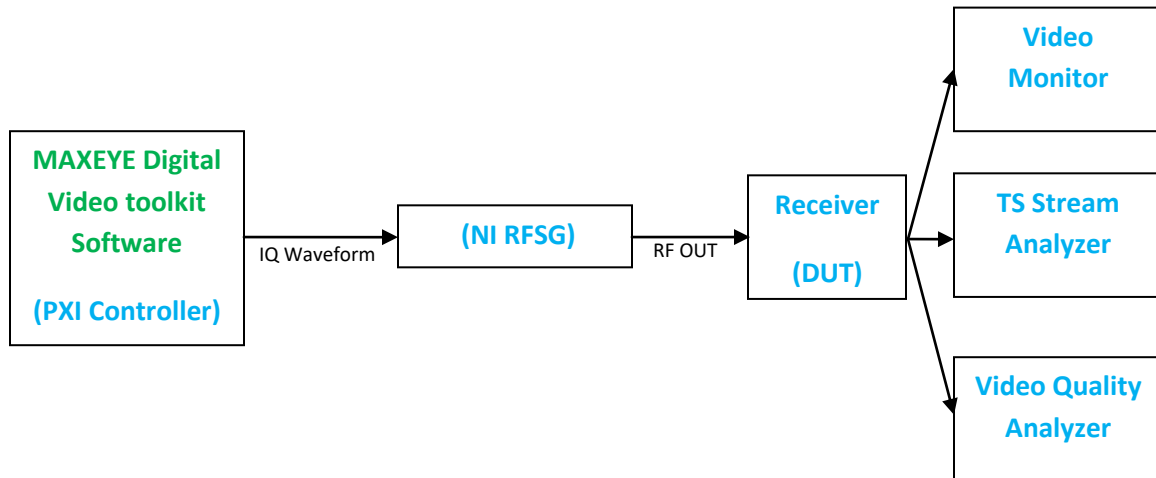 MAXEYE Digital
Video toolkit
Software
(PXI Controller)
IQ Waveform
(NI RFSG)
RF OUT
Receiver
(DUT)
Video
Monitor
TS Stream
Analyzer
Video Quality
Analyzer